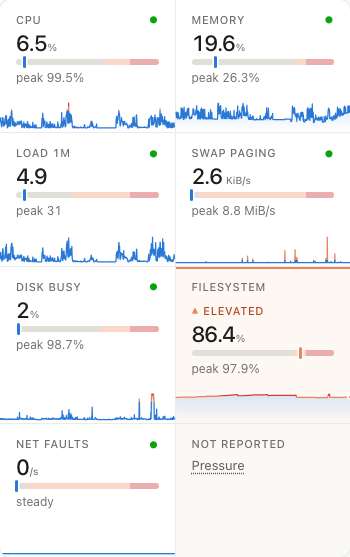 CPU
6.5%
peak 99.5%
MEMORY
19.6%
peak 26.3%
LOAD 1M
4.9
peak 31
SWAP PAGING
2.6 KiB/s
peak 8.8 MiB/s
DISK BUSY
2%
peak 98.7%
FILESYSTEM
▲ ELEVATED
86.4%
peak 97.9%
NET FAULTS
0/s
steady
NOT REPORTED
Pressure